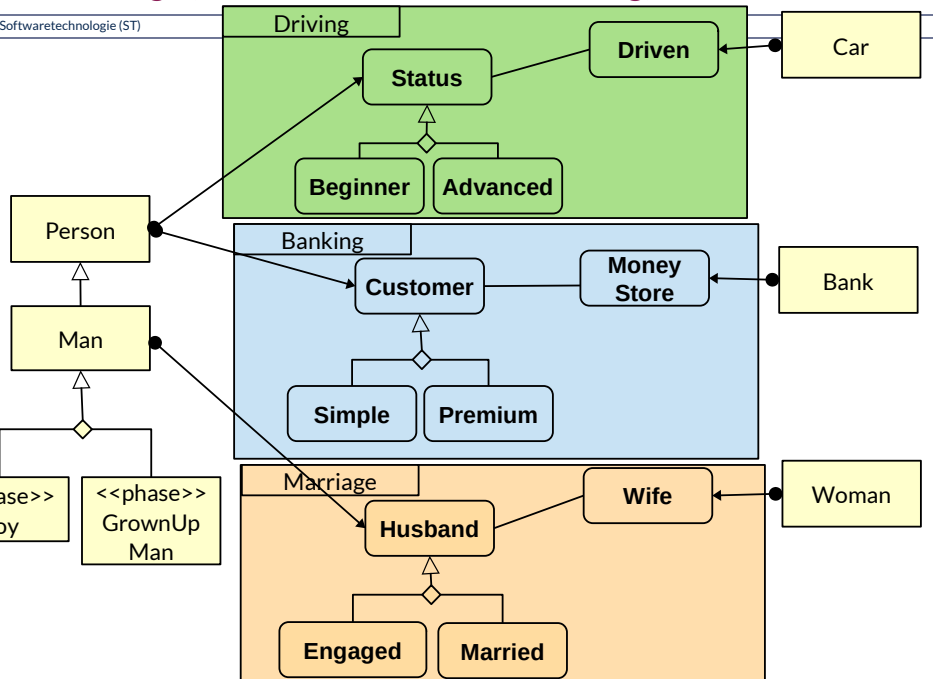 Softwaretechnologie (ST)
Driving
Driven
Car
Status
Beginner
Advanced
Person
Banking
Customer
Money
Store
Bank
Man
Simple
Premium
<<phase>>
GrownUp
Man
Marriage
Wife
Woman
Husband
Engaged
Married